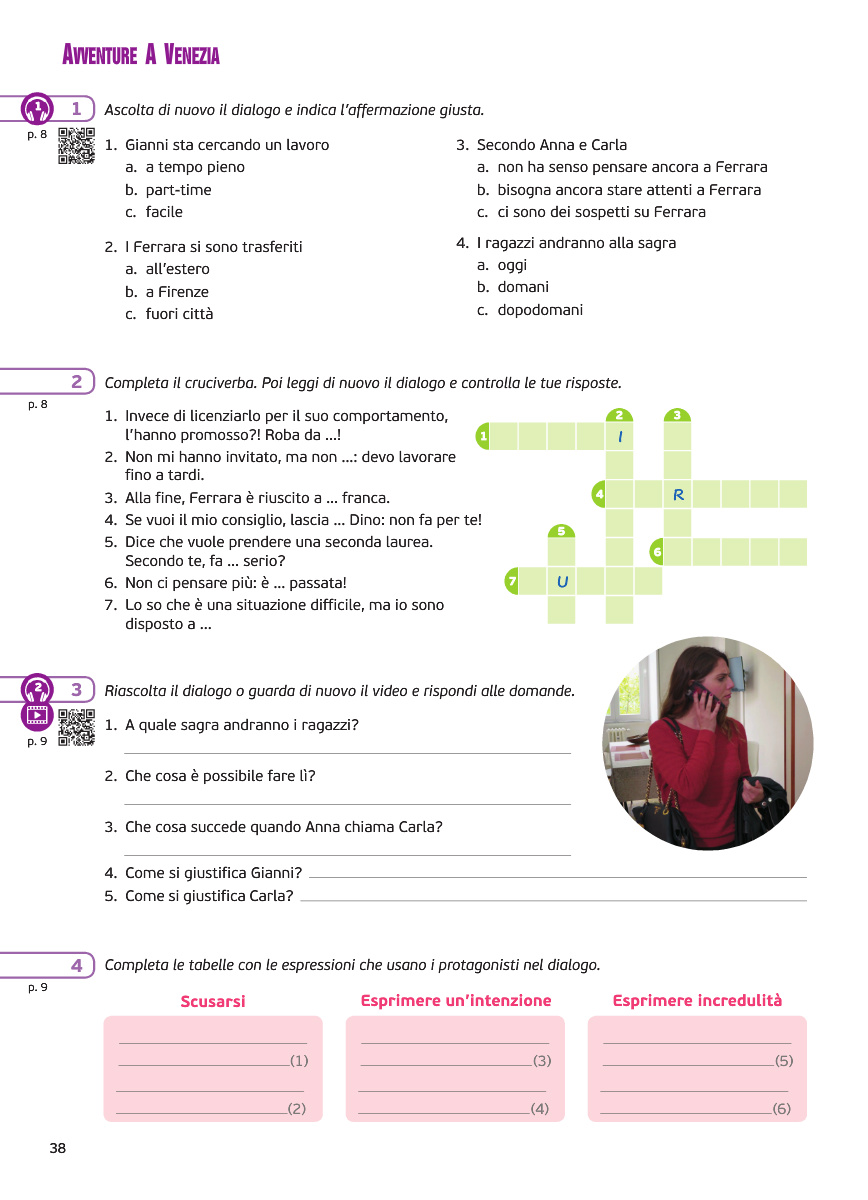 AVVENTURE A VENEZIA
1
1
Ascolta di nuovo il dialogo e indica l'affermazione giusta.
p. 8
1. Gianni sta cercando un lavoro
a. a tempo pieno
b. part-time
c. facile
2. I Ferrara si sono trasferiti
a. all'estero
b. a Firenze
c. fuori città
3. Secondo Anna e Carla
a. non ha senso pensare ancora a Ferrara
b. bisogna ancora stare attenti a Ferrara
c. ci sono dei sospetti su Ferrara
4. I ragazzi andranno alla sagra
a. oggi
b. domani
c. dopodomani
2
Completa il cruciverba. Poi leggi di nuovo il dialogo e controlla le tue risposte.
p. 8
1. Invece di licenziarlo per il suo comportamento,
l'hanno promosso?! Roba da ...!
2. Non mi hanno invitato, ma non ...: devo lavorare
fino a tardi.
3. Alla fine, Ferrara è riuscito a ... franca.
4. Se vuoi il mio consiglio, lascia ... Dino: non fa per te!
5. Dice che vuole prendere una seconda laurea.
Secondo te, fa ... serio?
6. Non ci pensare più: è ... passata!
7. Lo so che è una situazione difficile, ma io sono
disposto a ...
2
3
1
I
4
R
5
6
7
U
2
3
Riascolta il dialogo o guarda di nuovo il video e rispondi alle domande.
p. 9
1. A quale sagra andranno i ragazzi?
2. Che cosa è possibile fare lì?
3. Che cosa succede quando Anna chiama Carla?
4. Come si giustifica Gianni?
5. Come si giustifica Carla?
4
Completa le tabelle con le espressioni che usano i protagonisti nel dialogo.
p. 9
Scusarsi
(1)
(2)
Esprimere un'intenzione
(3)
(4)
Esprimere incredulità
(5)
(6)
38